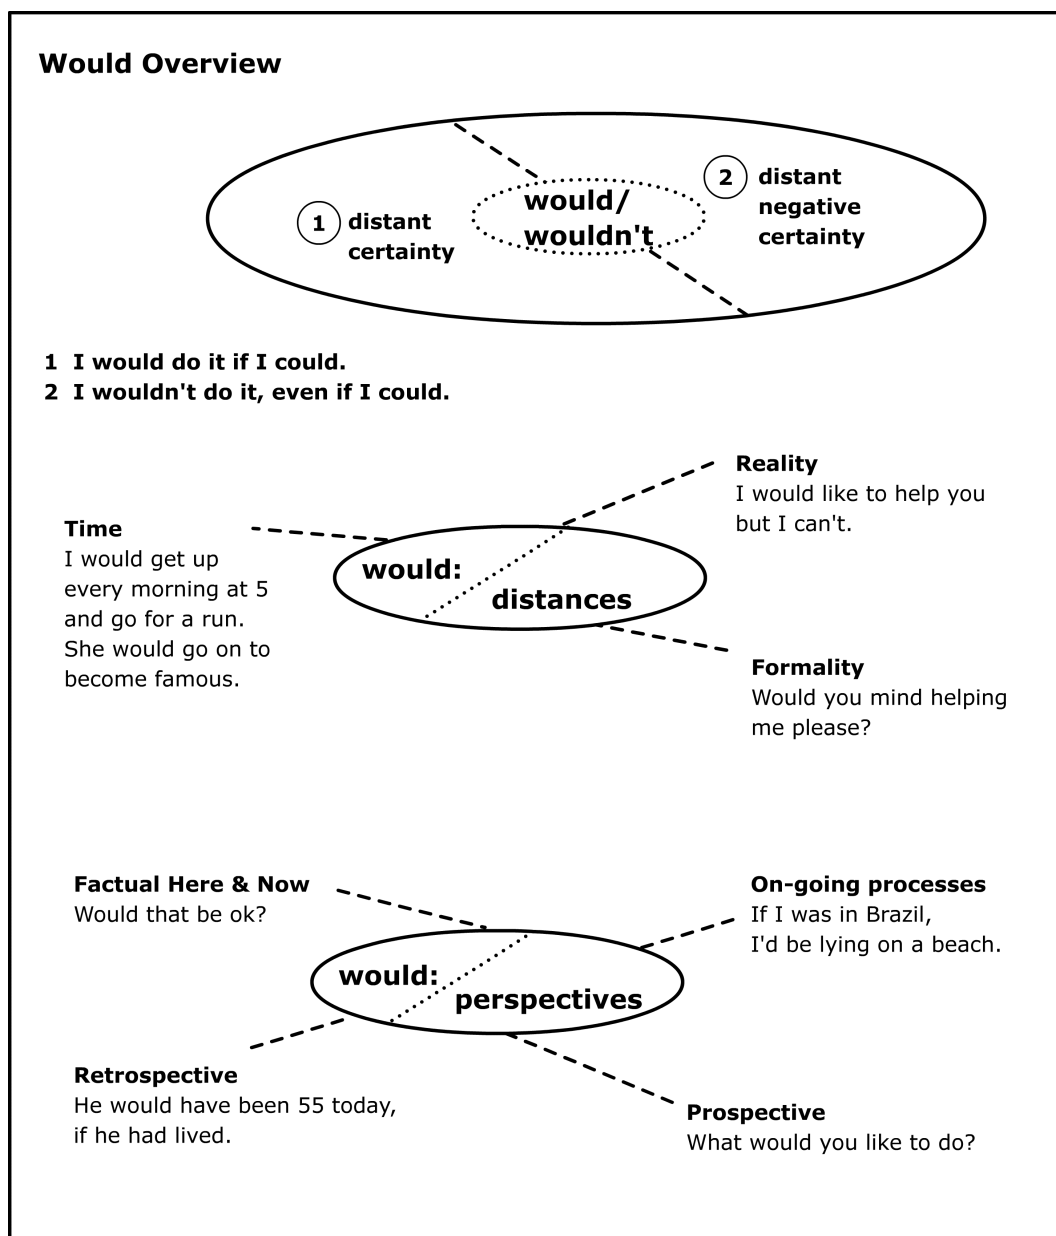 Would Overview
1 distant
certainty
would/
wouldn't
2 distant
negative
certainty
1 I would do it if I could.
2 I wouldn't do it, even if I could.
Time
I would get up
every morning at 5
and go for a run.
She would go on to
become famous.
would:
distances
Reality
I would like to help you
but I can't.
Formality
Would you mind helping
me please?
Factual Here & Now
Would that be ok?
On-going processes
If I was in Brazil,
I'd be lying on a beach.
would:
perspectives
Retrospective
He would have been 55 today,
if he had lived.
Prospective
What would you like to do?